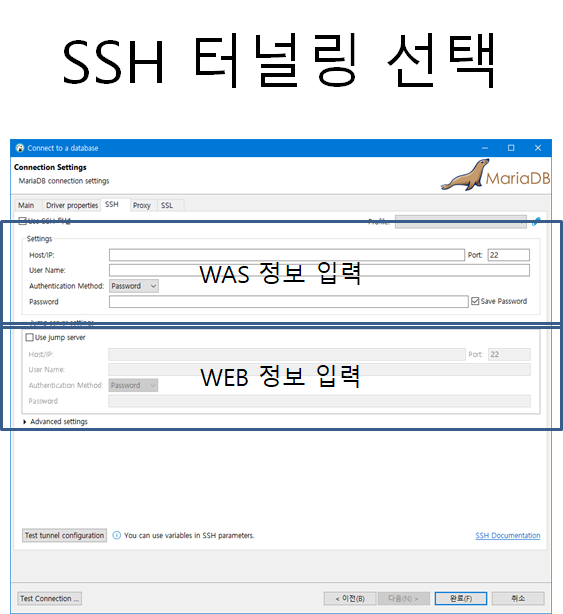 SSH 터널링 선택
Connect to a database
Connection Settings
MariaDB connection settings
MariaDB
Main Driver properties SSH Proxy SSL
Use SSH 터널 Profile:
Settings
Host/IP: Port: 22
User Name:
WAS 정보 입력
Authentication Method: Password
Password Save Password
Jump server settings
Use jump server
Host/IP: Port: 22
User Name:
WEB 정보 입력
Authentication Method: Password
Password
Advanced settings
Test tunnel configuration You can use variables in SSH parameters. SSH Documentation
Test Connection ... < 이전(B) 다음(N) > 완료(F) 취소